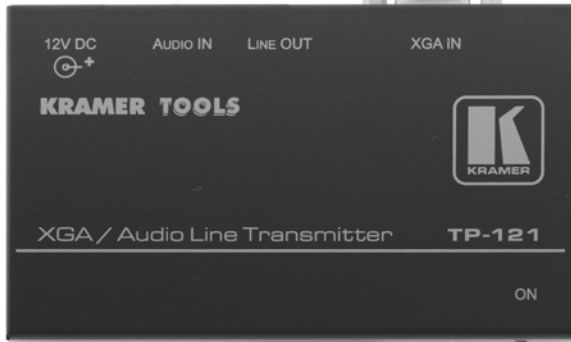 12V DC AUDIO IN LINE OUT XGA IN
+
KRAMER TOOLS
K
KRAMER
XGA / Audio Line Transmitter TP-121
ON